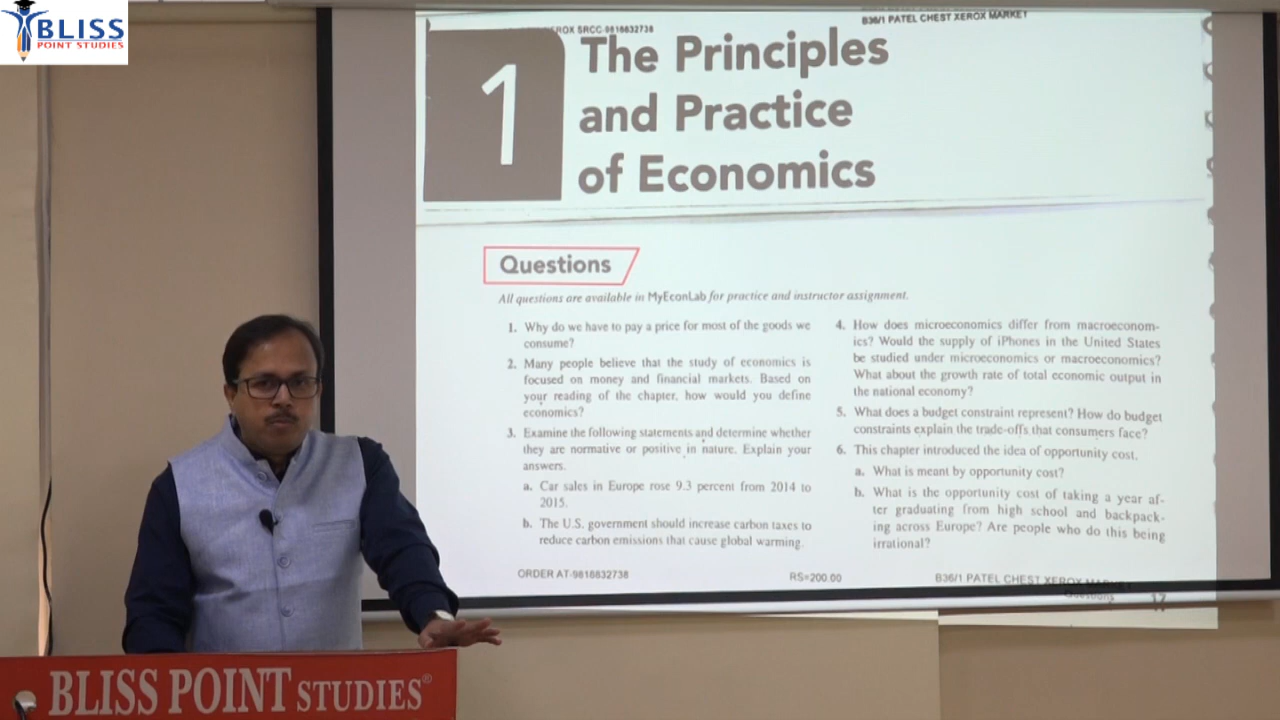 BLISS
POINT STUDIES
XEROX SRCC-9816632738
B36/1 PATEL CHEST XEROX MARKET
1
The Principles
and Practice
of Economics
Questions
All questions are available in MyEconLab for practice and instructor assignment.
1. Why do we have to pay a price for most of the goods we
consume?
2. Many people believe that the study of economics is
focused on money and financial markets. Based on
your reading of the chapter, how would you define
economics?
3. Examine the following statements and determine whether
they are normative or positive in nature. Explain your
answers.
a. Car sales in Europe rose 9.3 percent from 2014 to
2015.
b. The U.S. government should increase carbon taxes to
reduce carbon emissions that cause global warming.
4. How does microeconomics differ from macroeconom-
ics? Would the supply of iPhones in the United States
be studied under microeconomics or macroeconomics?
What about the growth rate of total economic output in
the national economy?
5. What does a budget constraint represent? How do budget
constraints explain the trade-offs that consumers face?
6. This chapter introduced the idea of opportunity cost.
a. What is meant by opportunity cost?
b. What is the opportunity cost of taking a year af-
ter graduating from high school and backpack-
ing across Europe? Are people who do this being
irrational?
ORDER AT-9816632738
RS=200.00
B36/1 PATEL CHEST XEROX MARKET
Questions 17
BLISS POINT STUDIES®